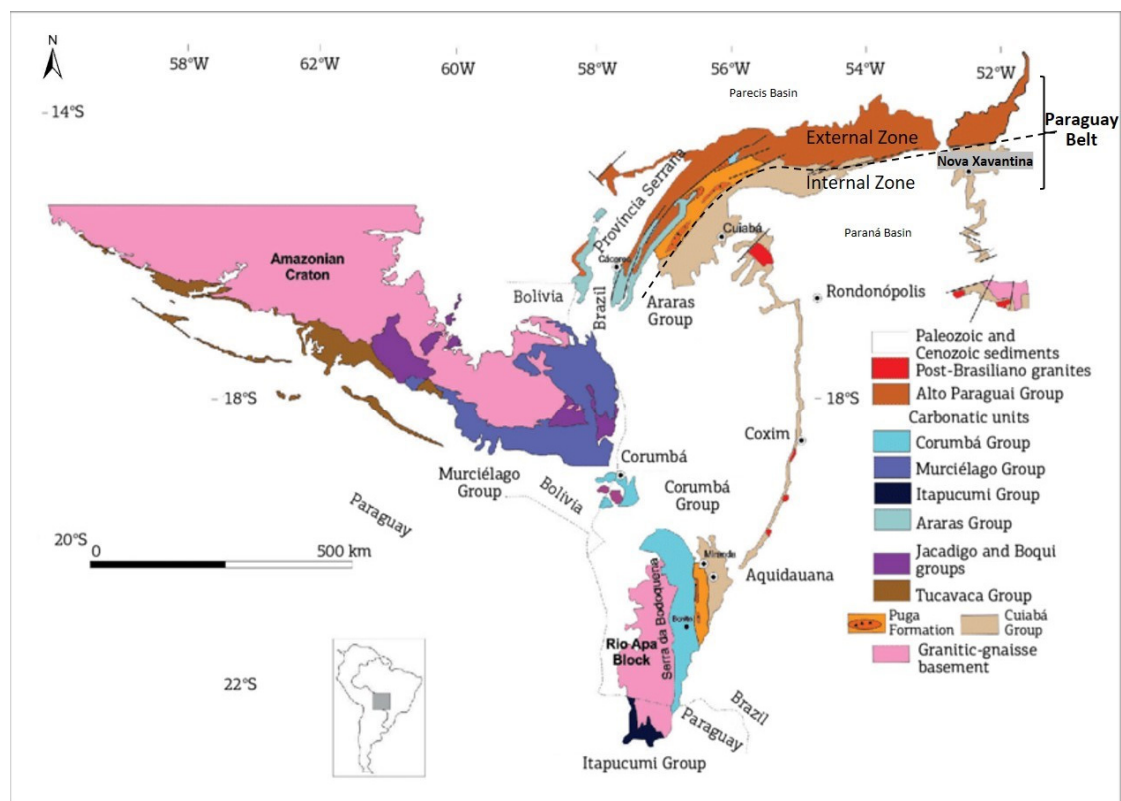 N
58°W
62°W
60°W
58°W
56°W
54°W
52°W
14°S
Parecis Basin
External Zone
Paraguay
Belt
Nova Xavantina
Internal Zone
Província Serrana
Cuiabá
Paraná Basin
Cáceres
Amazonian
Craton
Bolivia
Brazil
Araras
Group
Rondonópolis
18°S
18°S
Coxim
Corumbá
Murciélago
Group
Bolivia
Corumbá
Group
Paraguay
20°S
0
500 km
Miranda
Aquidauana
Serra da Bodoquena
Bonito
Rio Apa
Block
22°S
Brazil
Paraguay
Itapucumi Group
Paleozoic and
Cenozoic sediments
Post-Brasiliano granites
Alto Paraguai Group
Carbonatic units
Corumbá Group
Murciélago Group
Itapucumi Group
Araras Group
Jacadigo and Boqui
groups
Tucavaca Group
Puga
Formation
Cuiabá
Group
Granitic-gnaisse
basement